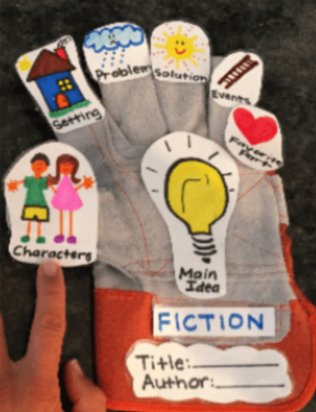 Setting
Problem
Solution
Events
Favorite
Part
Characters
Main
Idea
FICTION
Title:
Author: